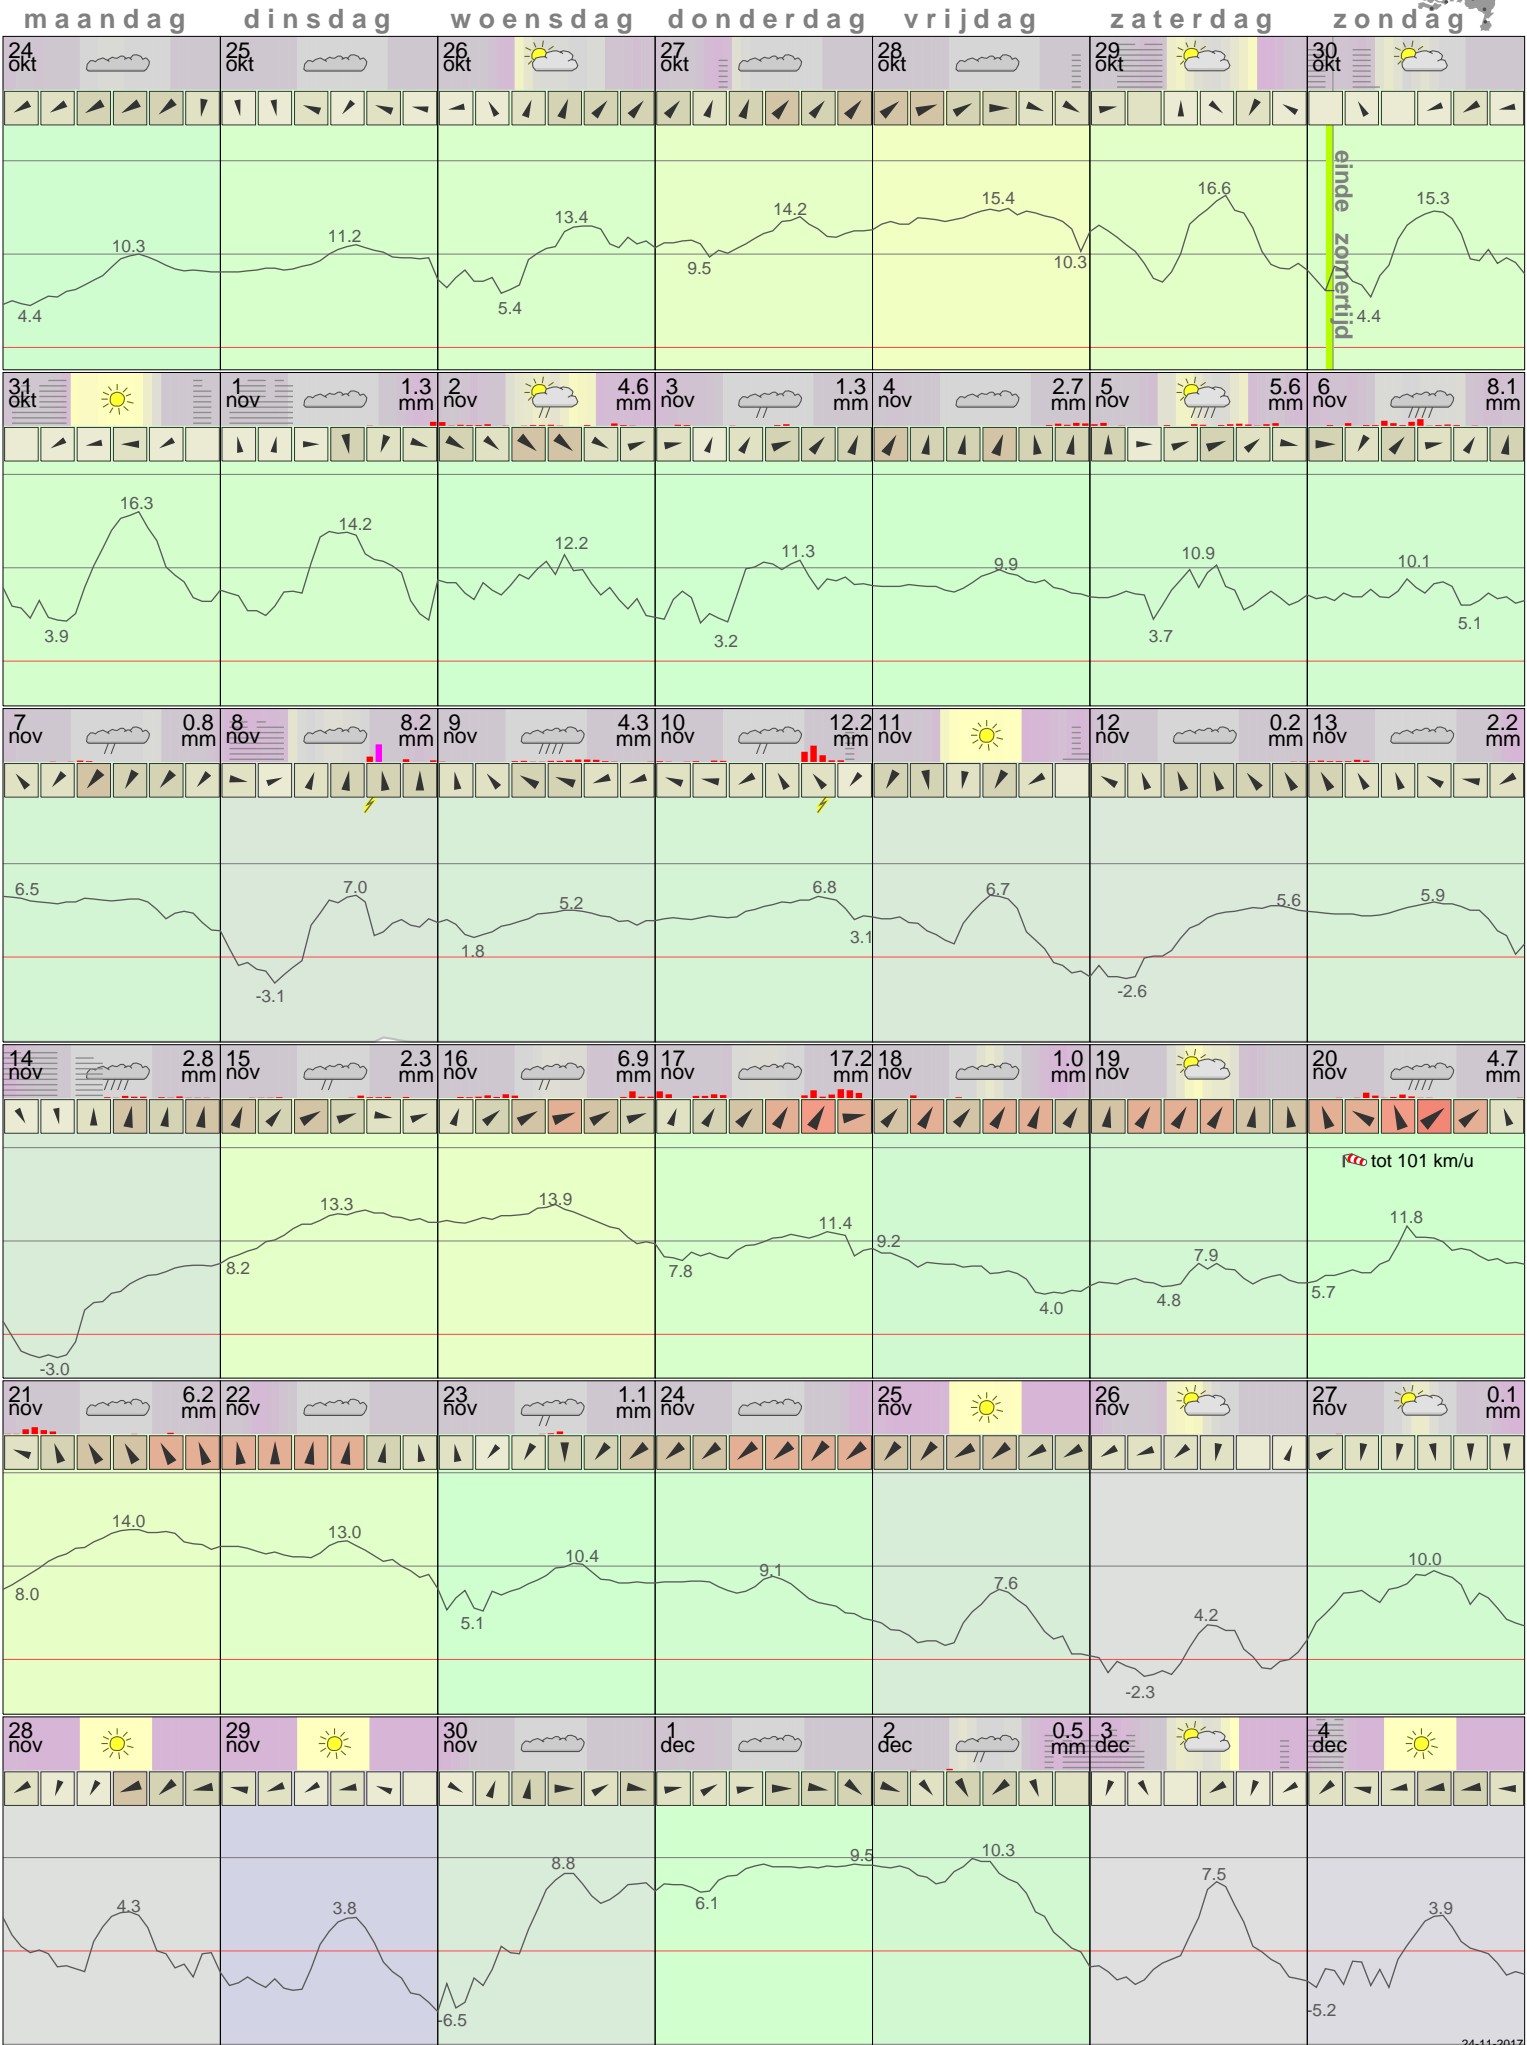 maandag dinsdag woensdag donderdag vrijdag zaterdag zondag
24 okt 25 okt 26 okt 27 okt 28 okt 29 okt 30 okt
4.4 10.3 11.2 5.4 13.4 9.5 14.2 15.4 10.3 16.6 4.4 15.3
einde zomertijd
31 okt 1 nov 1.3 mm 2 nov 4.6 mm 3 nov 1.3 mm 4 nov 2.7 mm 5 nov 5.6 mm 6 nov 8.1 mm
3.9 16.3 14.2 12.2 3.2 11.3 9.9 3.7 10.9 10.1 5.1
7 nov 0.8 mm 8 nov 8.2 mm 9 nov 4.3 mm 10 nov 12.2 mm 11 nov 12 nov 0.2 mm 13 nov 2.2 mm
6.5 -3.1 7.0 1.8 5.2 6.8 3.1 6.7 -2.6 5.6 5.9
14 nov 2.8 mm 15 nov 2.3 mm 16 nov 6.9 mm 17 nov 17.2 mm 18 nov 1.0 mm 19 nov 20 nov 4.7 mm
tot 101 km/u
-3.0 8.2 13.3 13.9 7.8 11.4 9.2 4.0 4.8 7.9 5.7 11.8
21 nov 6.2 mm 22 nov 23 nov 1.1 mm 24 nov 25 nov 26 nov 27 nov 0.1 mm
8.0 14.0 13.0 5.1 10.4 9.1 7.6 -2.3 4.2 10.0
28 nov 29 nov 30 nov 1 dec 2 dec 0.5 mm 3 dec 4 dec
4.3 3.8 -6.5 8.8 6.1 9.5 10.3 7.5 -5.2 3.9
24-11-2017